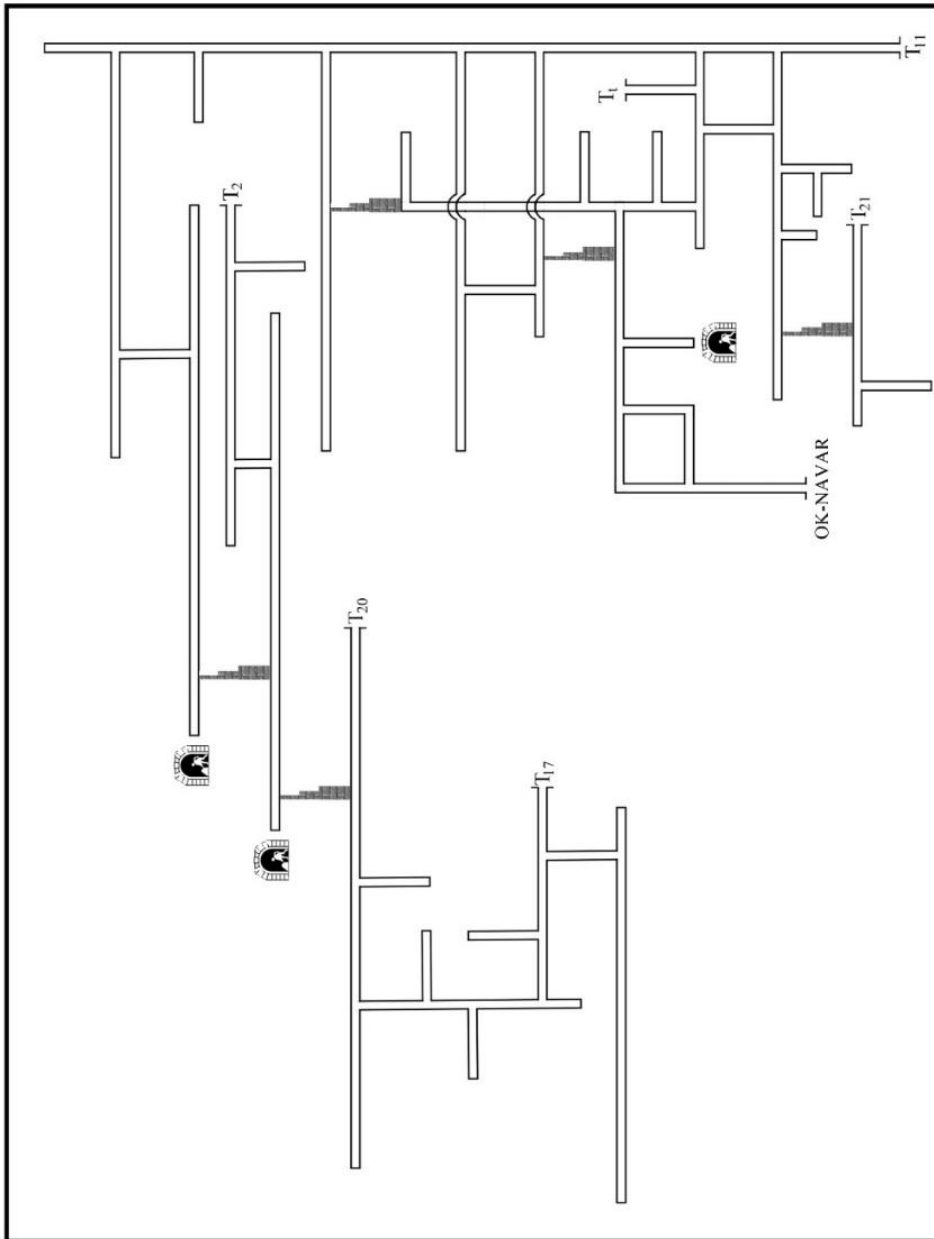 T₁₁
Tₜ
T₂
T₂₁
OK-NAVAR
T₂₀
T₁₇